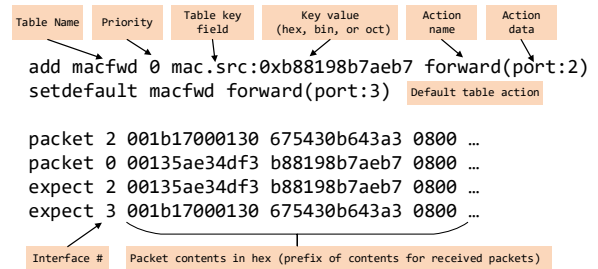 Table Name
Priority
Table key
field
Key value
(hex, bin, or oct)
Action
name
Action
data
add macfwd 0 mac.src:0xb88198b7aeb7 forward(port:2)
setdefault macfwd forward(port:3)
Default table action
packet 2 001b17000130 675430b643a3 0800 …
packet 0 00135ae34df3 b88198b7aeb7 0800 …
expect 2 00135ae34df3 b88198b7aeb7 0800 …
expect 3 001b17000130 675430b643a3 0800 …
Interface #
Packet contents in hex (prefix of contents for received packets)